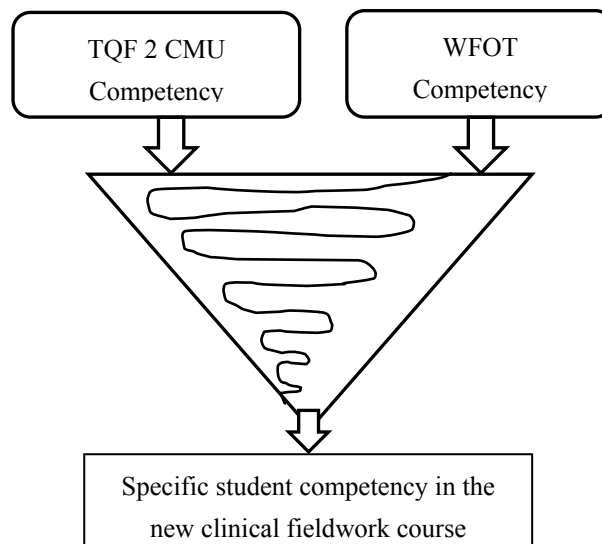 TQF 2 CMU
Competency
WFOT
Competency
Specific student competency in the
new clinical fieldwork course